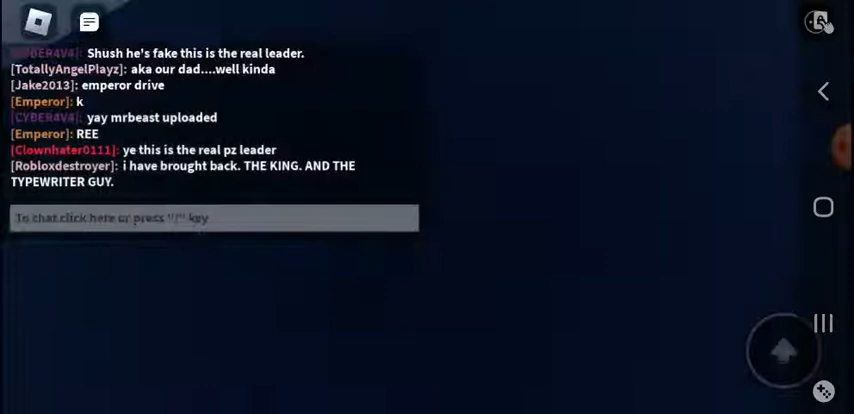 [CYBER4V4]: Shush he's fake this is the real leader.
[TotallyAngelPlayz]: aka our dad....well kinda
[Jake2013]: emperor drive
[Emperor]: k
[CYBER4V4]: yay mrbeast uploaded
[Emperor]: REE
[Clownhater0111]: ye this is the real pz leader
[Robloxdestroyer]: i have brought back. THE KING. AND THE
TYPEWRITER GUY.
To chat click here or press "/" key